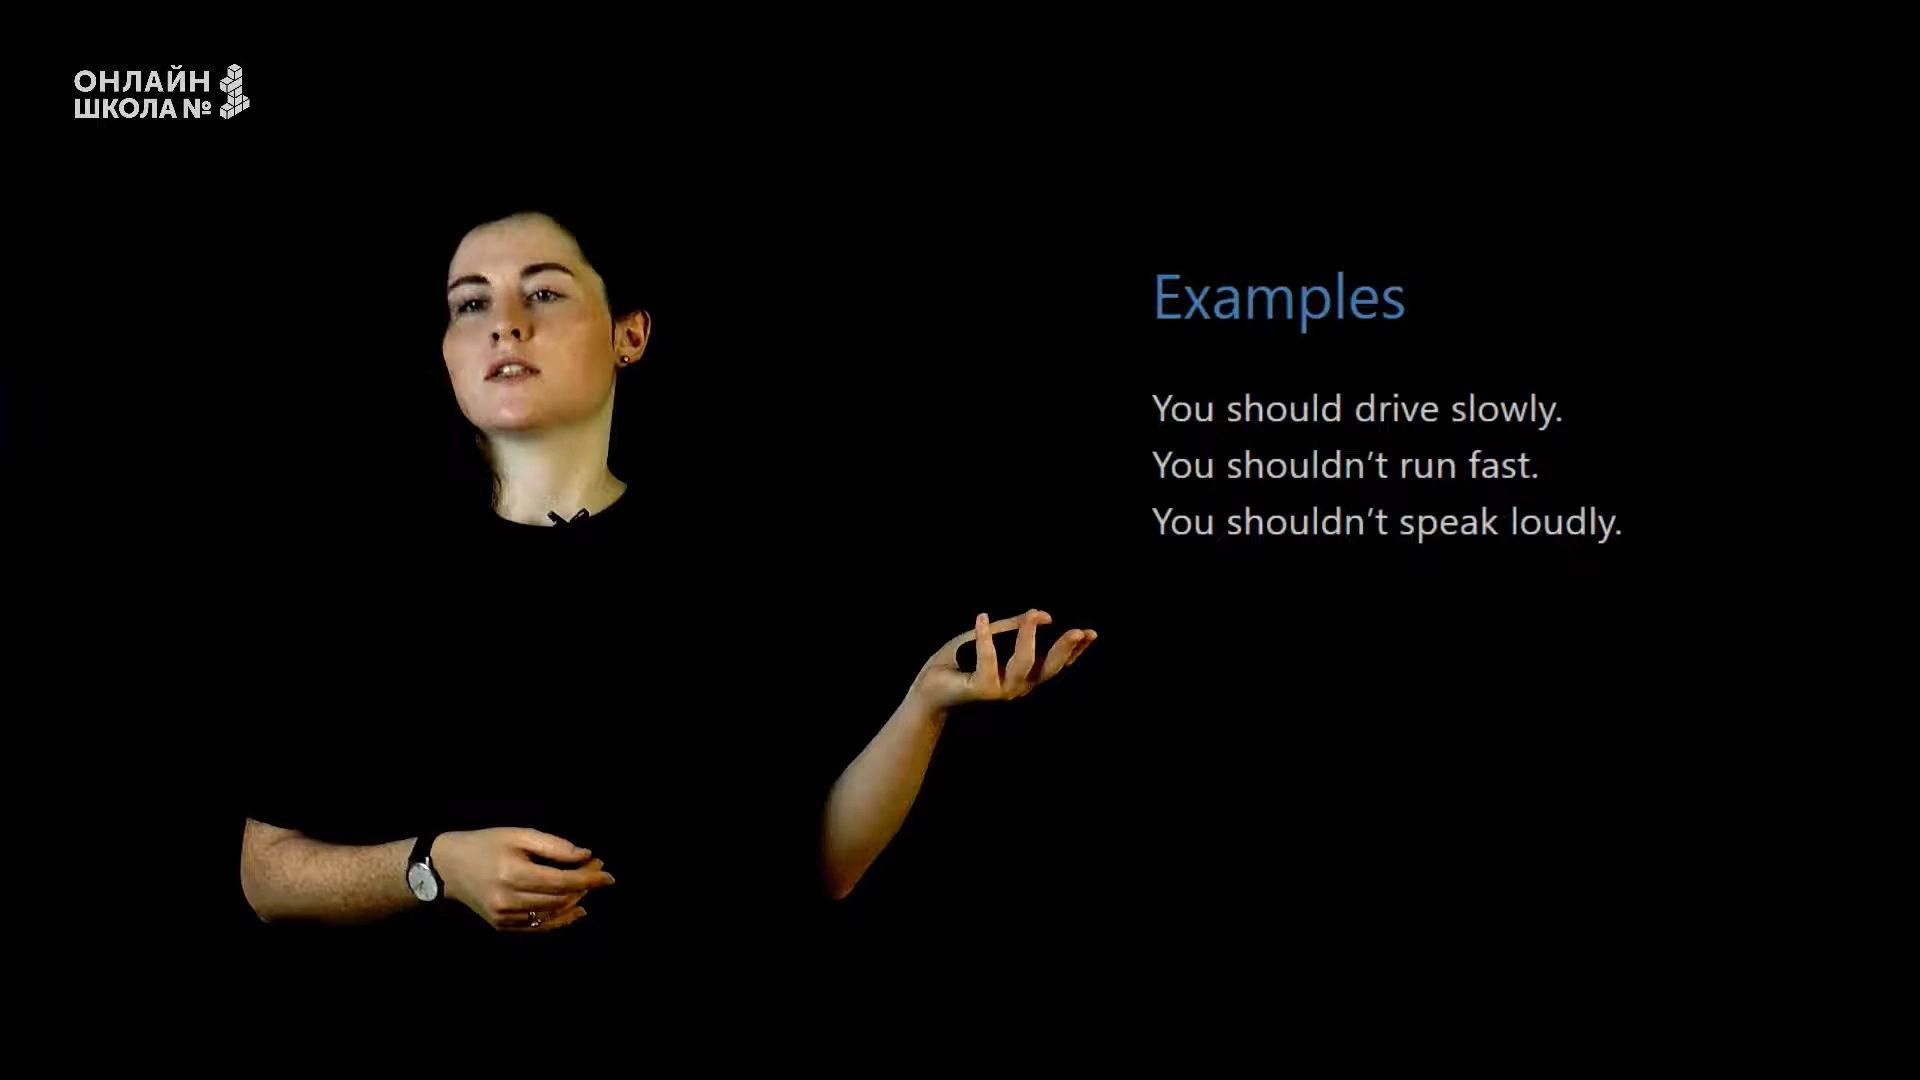 ОНЛАЙН
ШКОЛА №
Examples
You should drive slowly.
You shouldn’t run fast.
You shouldn’t speak loudly.